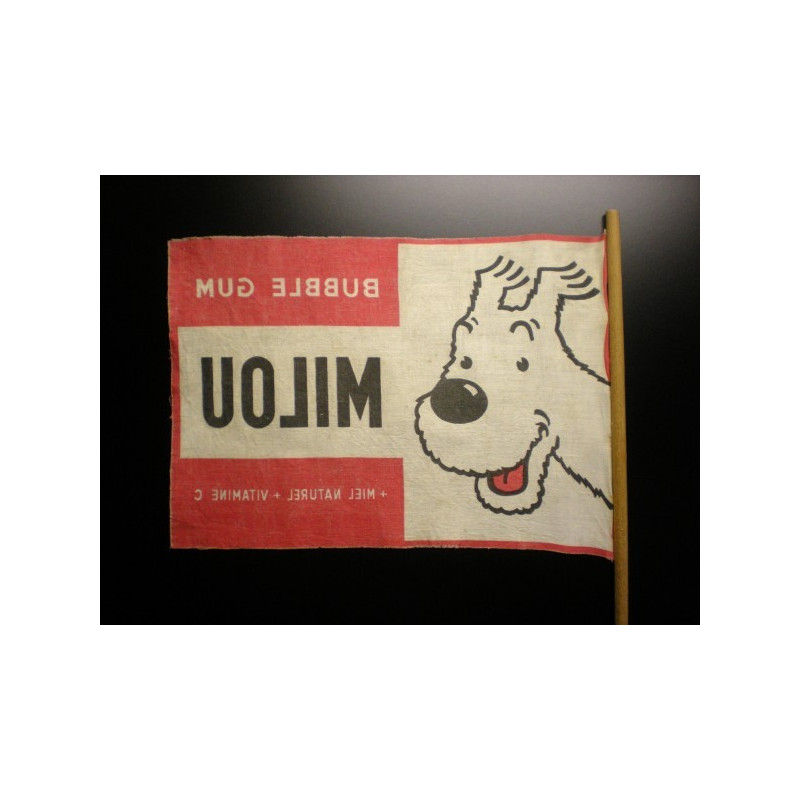 BUBBLE GUM
MILOU
+ MIEL NATUREL + VITAMINE C